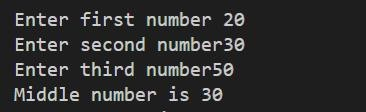 Enter first number 20
Enter second number30
Enter third number50
Middle number is 30